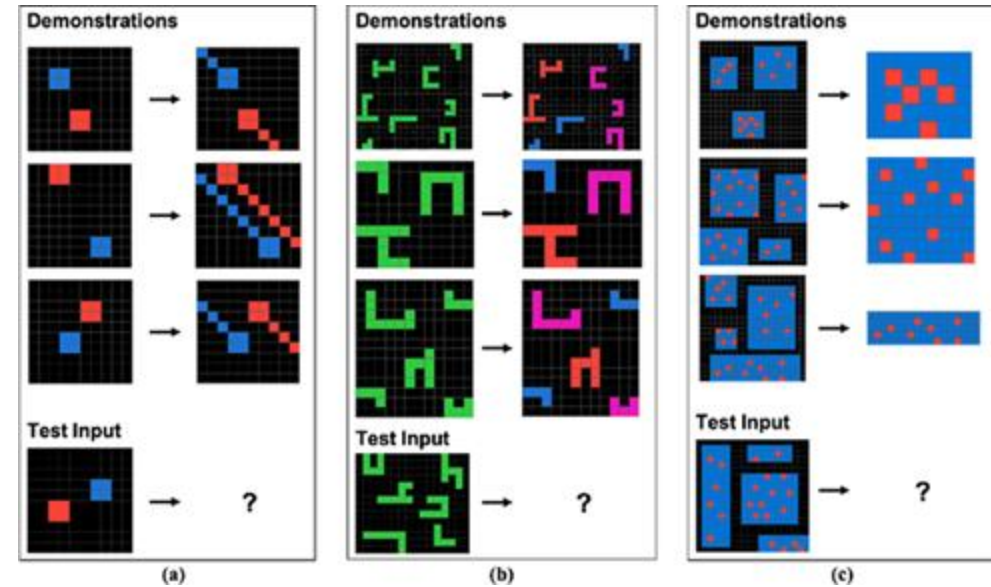 Demonstrations
Test Input
?
(a)
Demonstrations
Test Input
?
(b)
Demonstrations
Test Input
?
(c)